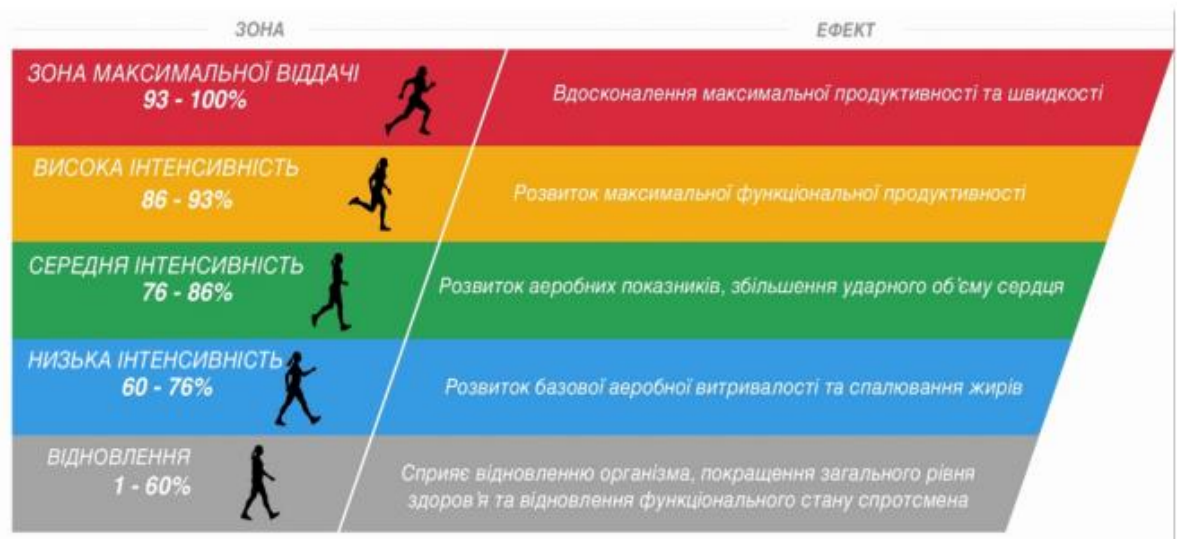 ЗОНА
ЕФЕКТ
ЗОНА МАКСИМАЛЬНОЇ ВІДДАЧІ
93 - 100%
Вдосконалення максимальної продуктивності та швидкості
ВИСОКА ІНТЕНСИВНІСТЬ
86 - 93%
Розвиток максимальної функціональної продуктивності
СЕРЕДНЯ ІНТЕНСИВНІСТЬ
76 - 86%
Розвиток аеробних показників, збільшення ударного об'єму сердця
НИЗЬКА ІНТЕНСИВНІСТЬ
60 - 76%
Розвиток базової аеробної витривалості та спалювання жирів
ВІДНОВЛЕННЯ
1 - 60%
Сприяє відновленню організма, покращення загального рівня
здоров'я та відновлення функціонального стану спротсмена